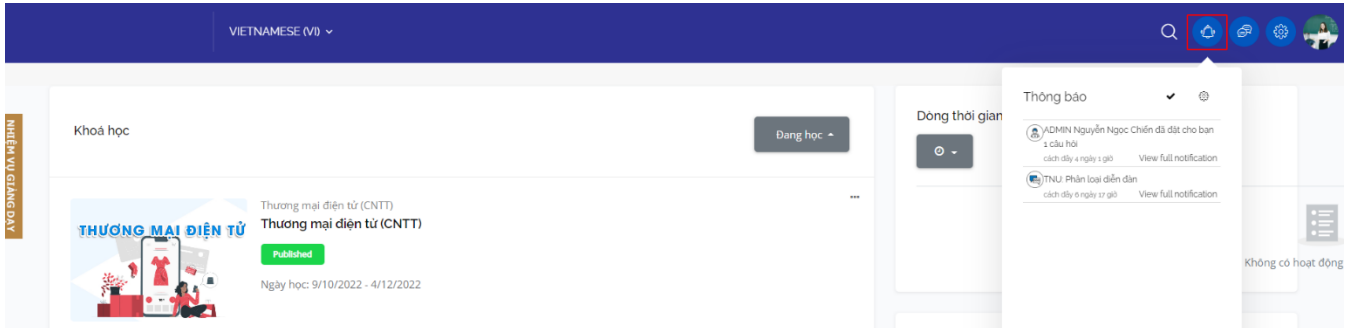 VIETNAMESE (VI)
NHIỆM VỤ GIẢNG DẠY
Khoá học
Đang học
THƯƠNG MẠI ĐIỆN TỬ
Thương mại điện tử (CNTT)
Thương mại điện tử (CNTT)
Published
Ngày học: 9/10/2022 - 4/12/2022
Dòng thời gian
Không có hoạt động
Thông báo
ADMIN Nguyễn Ngọc Chiến đã đặt cho bạn
1 câu hỏi
cách đây 4 ngày 1 giờ View full notification
TNU: Phân loại diễn đàn
cách đây 6 ngày 17 giờ View full notification